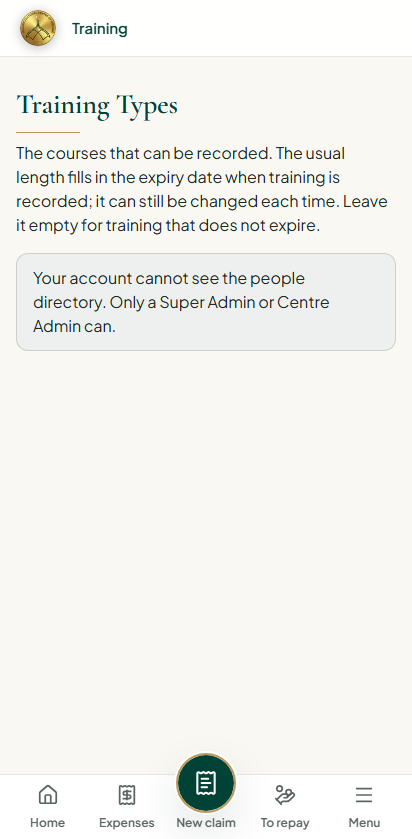 Training
Training Types
The courses that can be recorded. The usual
length fills in the expiry date when training is
recorded; it can still be changed each time. Leave
it empty for training that does not expire.
Your account cannot see the people
directory. Only a Super Admin or Centre
Admin can.
Home
Expenses
New claim
To repay
Menu